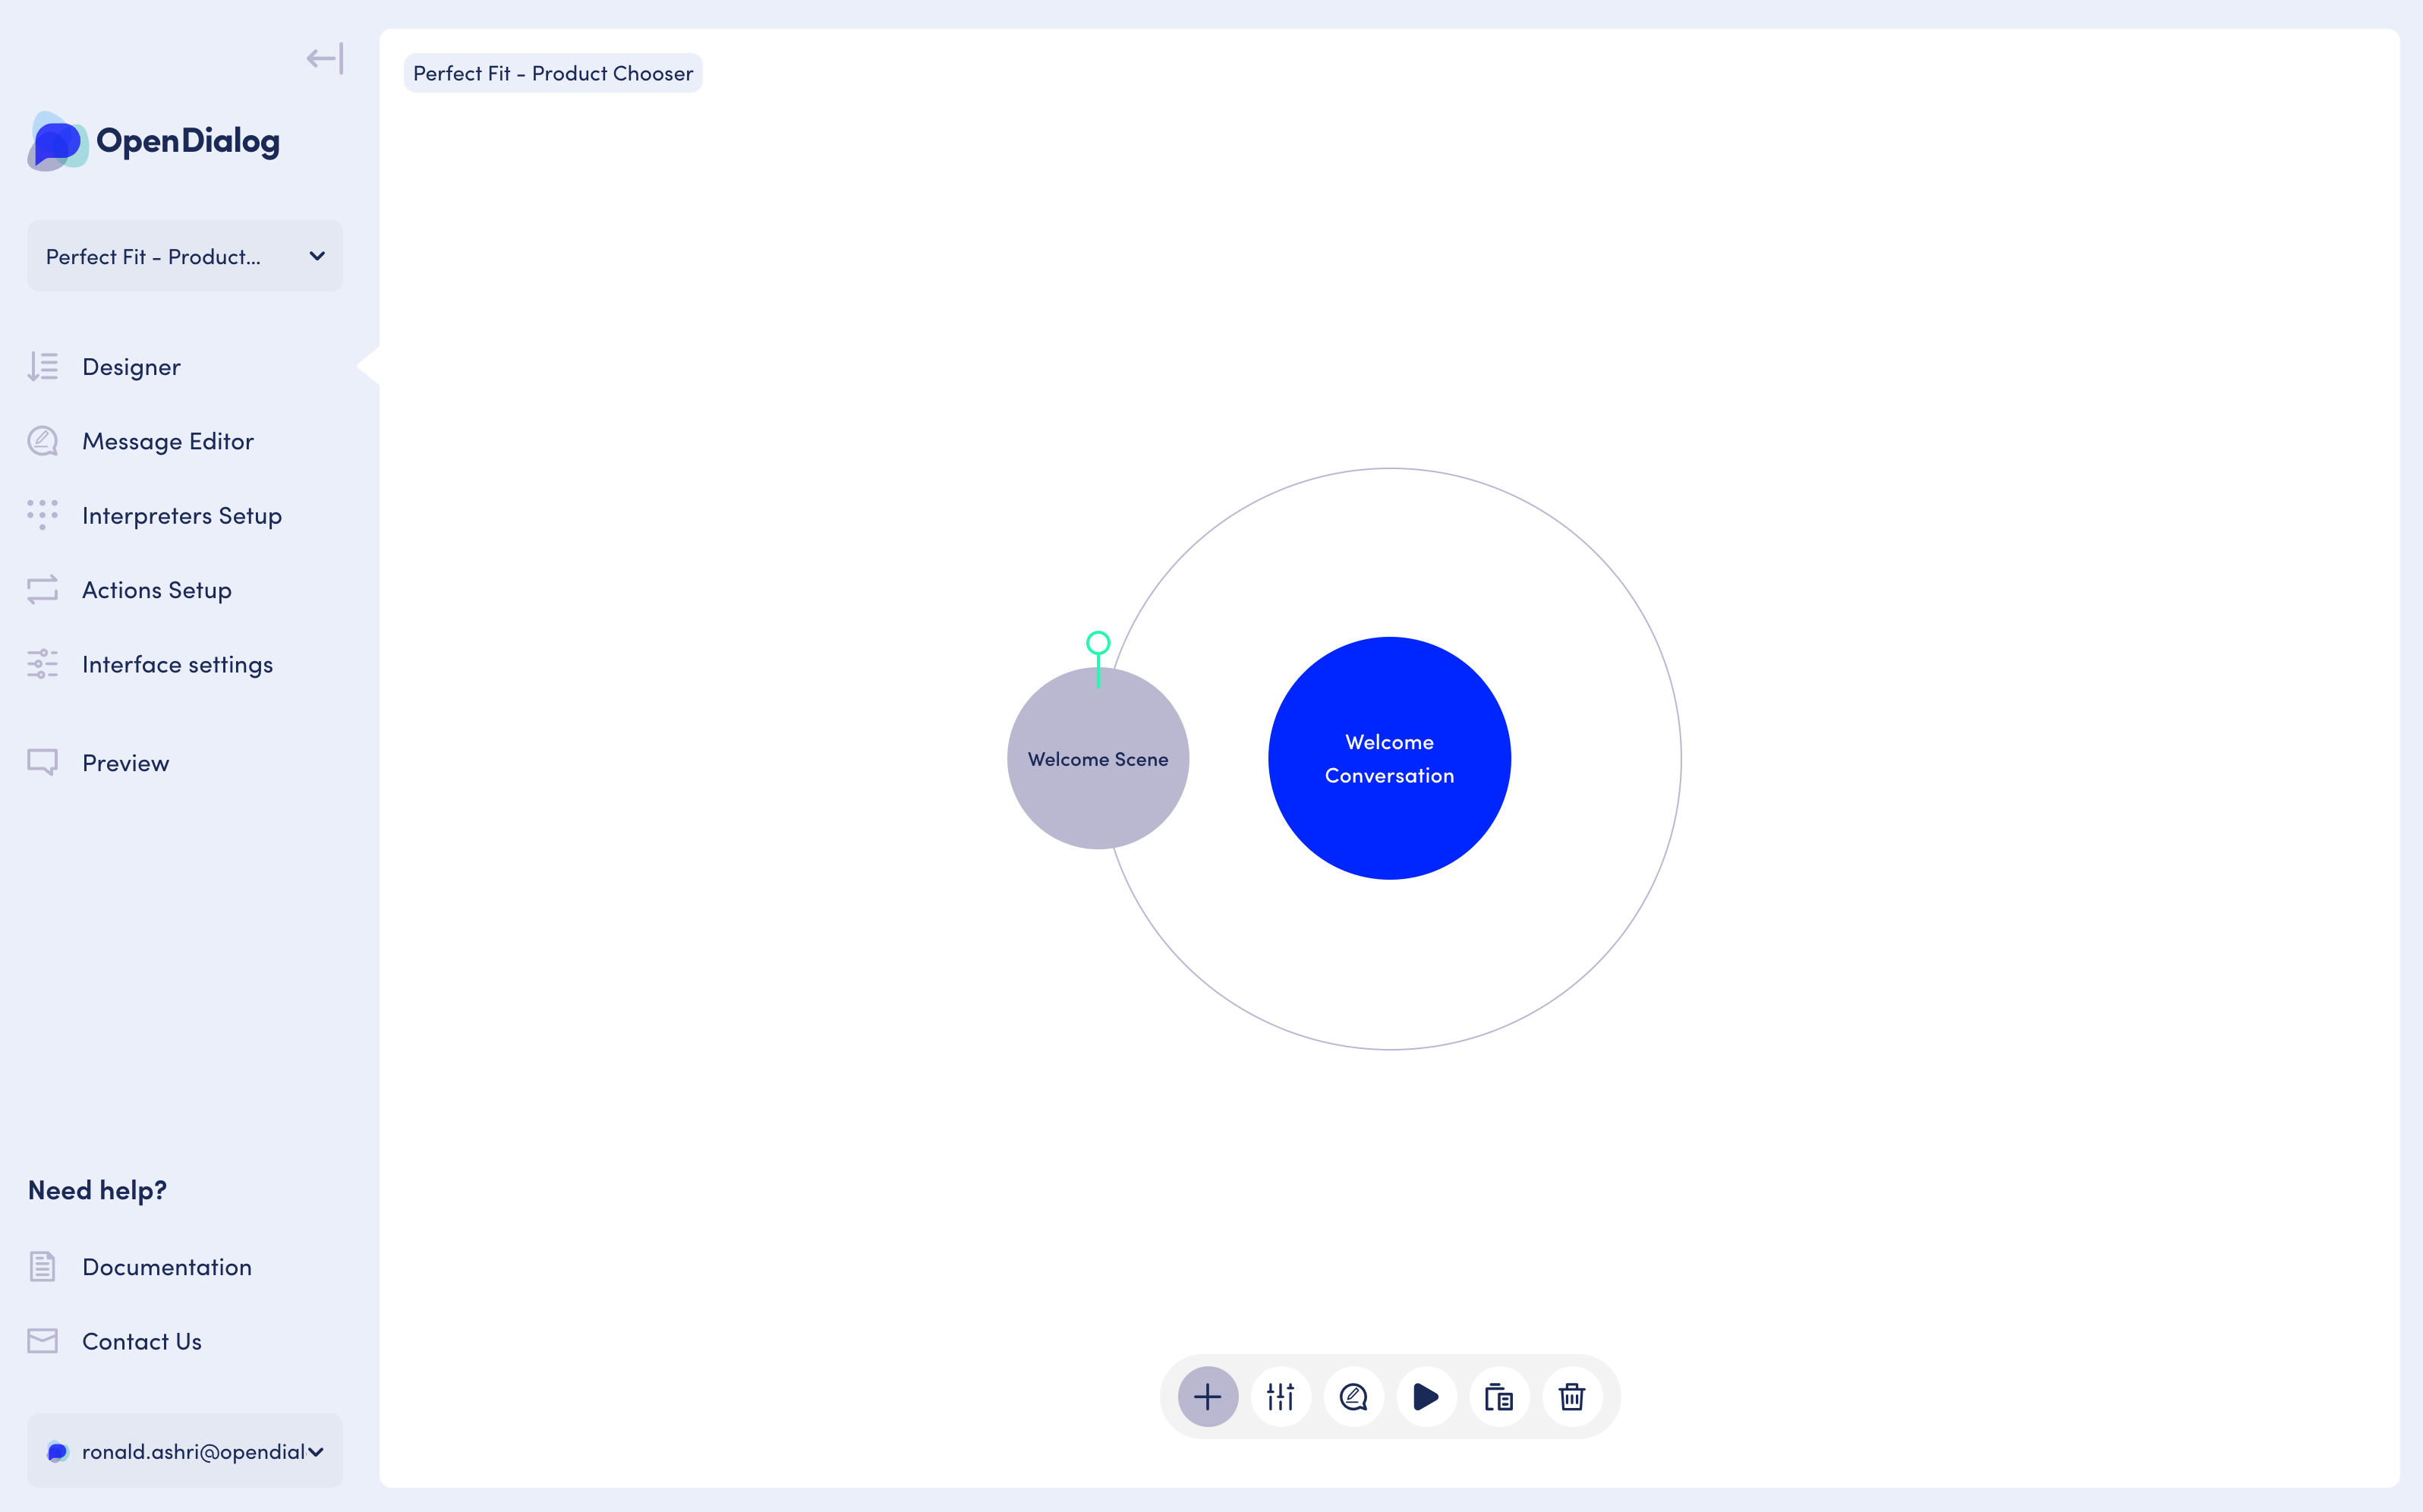 OpenDialog
Perfect Fit - Product...
Designer
Message Editor
Interpreters Setup
Actions Setup
Interface settings
Preview
Need help?
Documentation
Contact Us
ronald.ashri@opendial
Perfect Fit - Product Chooser
Welcome Scene
Welcome
Conversation